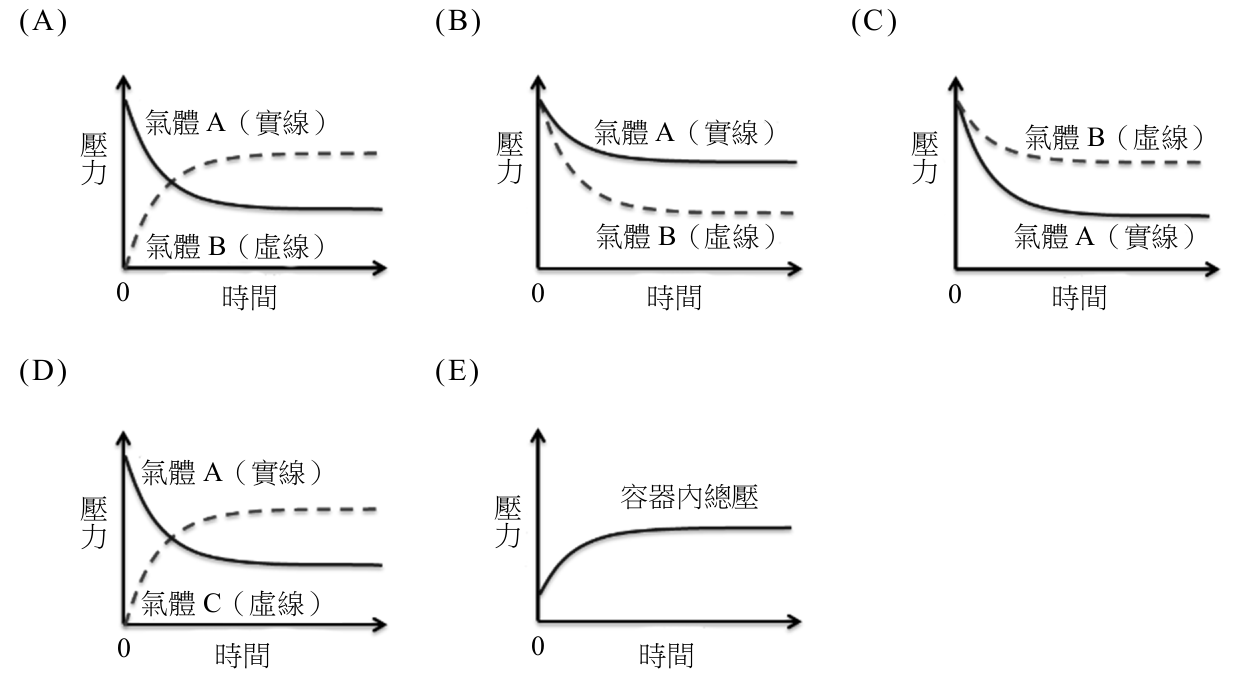 (A)
(B)
(C)
氣體 A（實線）
壓力
氣體 B（虛線）
0
時間
氣體 A（實線）
壓力
氣體 B（虛線）
0
時間
氣體 B（虛線）
壓力
氣體 A（實線）
0
時間
(D)
(E)
氣體 A（實線）
壓力
氣體 C（虛線）
0
時間
容器內總壓
壓力
0
時間